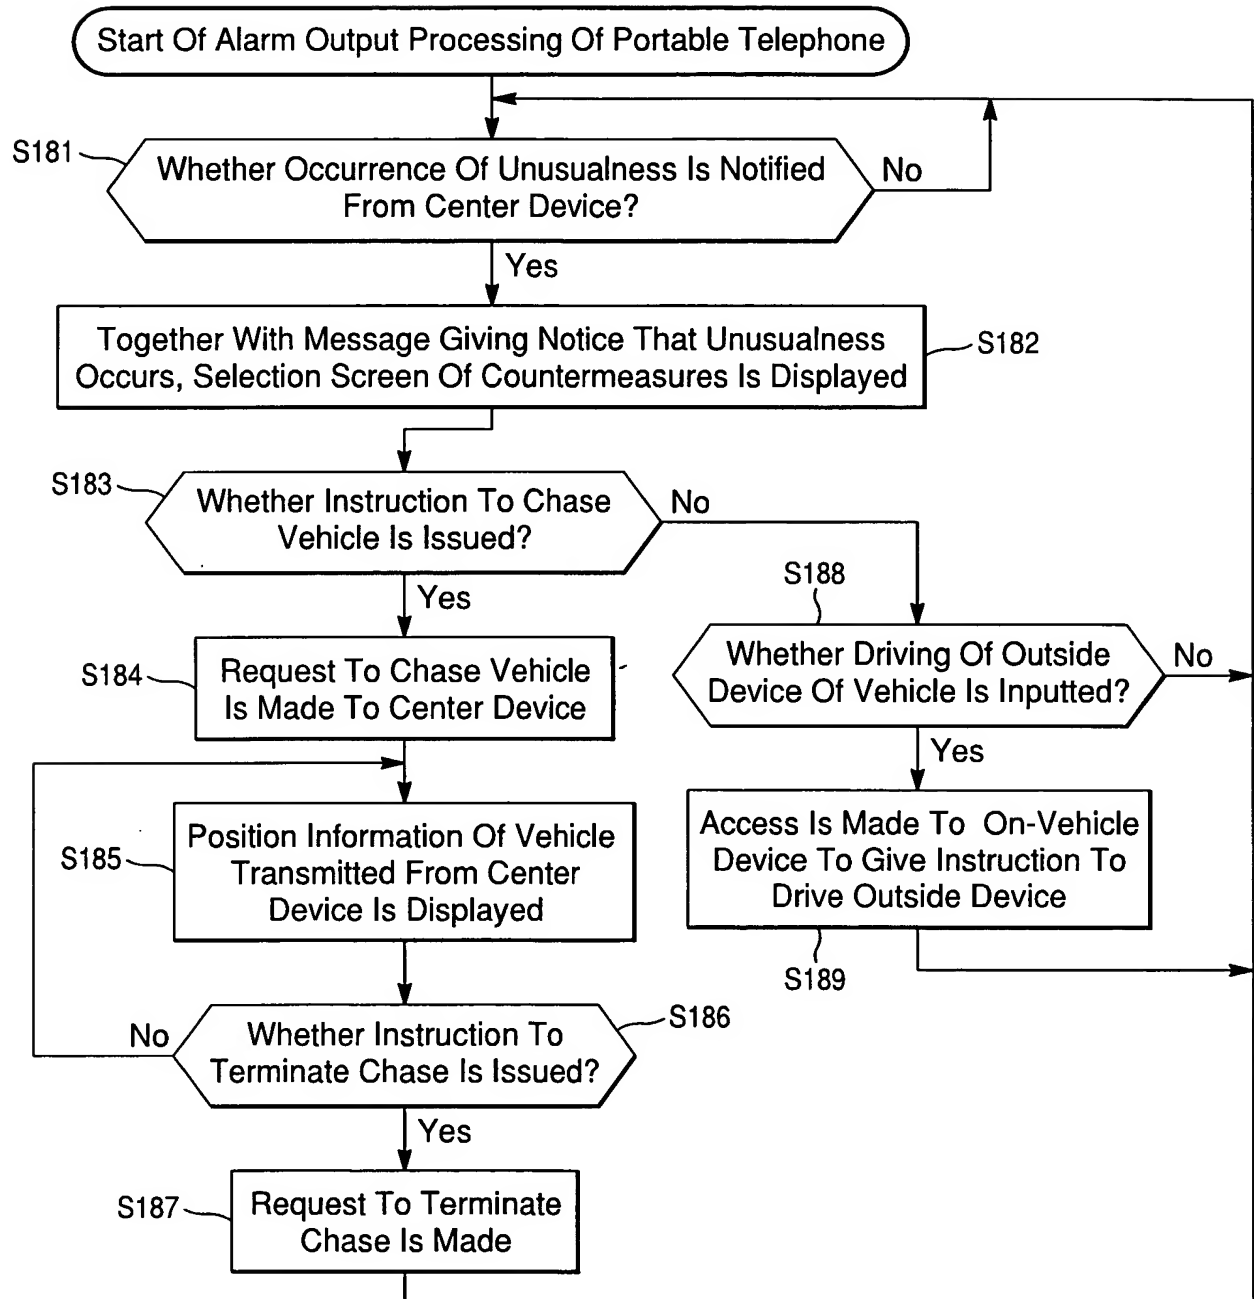 Start Of Alarm Output Processing Of Portable Telephone
S181
Whether Occurrence Of Unusualness Is Notified
From Center Device?
No
Yes
Together With Message Giving Notice That Unusualness
Occurs, Selection Screen Of Countermeasures Is Displayed
S182
S183
Whether Instruction To Chase
Vehicle Is Issued?
No
Yes
S184
Request To Chase Vehicle
Is Made To Center Device
S188
Whether Driving Of Outside
Device Of Vehicle Is Inputted?
No
Yes
S185
Position Information Of Vehicle
Transmitted From Center
Device Is Displayed
Access Is Made To On-Vehicle
Device To Give Instruction To
Drive Outside Device
S189
No
Whether Instruction To
Terminate Chase Is Issued?
S186
Yes
S187
Request To Terminate
Chase Is Made